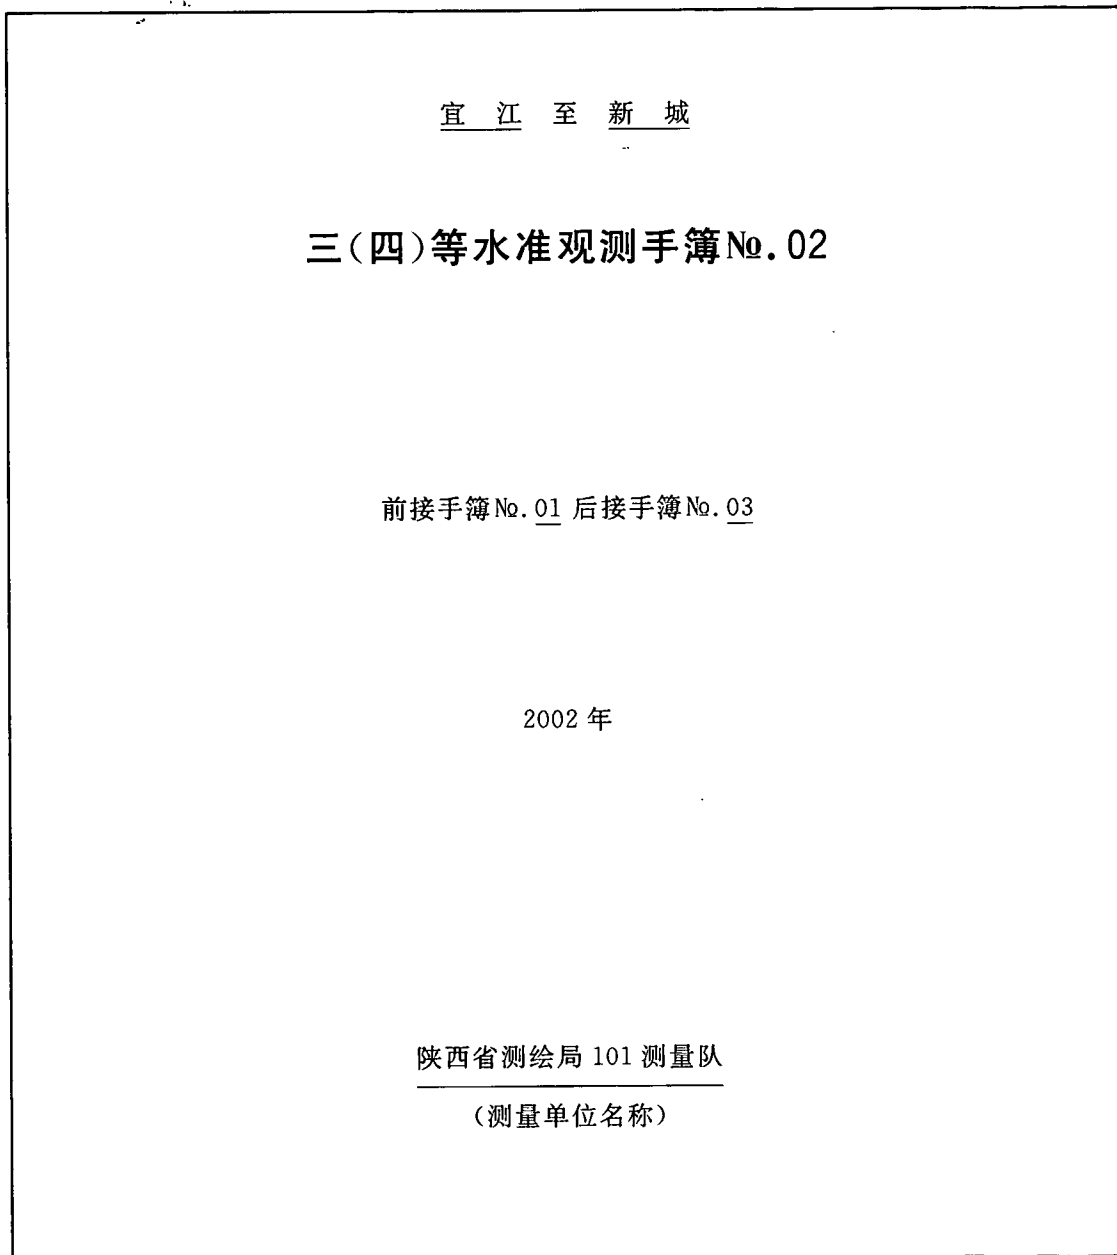 宜江至新城
三(四)等水准观测手簿№.02
前接手簿№.01后接手簿№.03
2002年
陕西省测绘局101测量队
(测量单位名称)